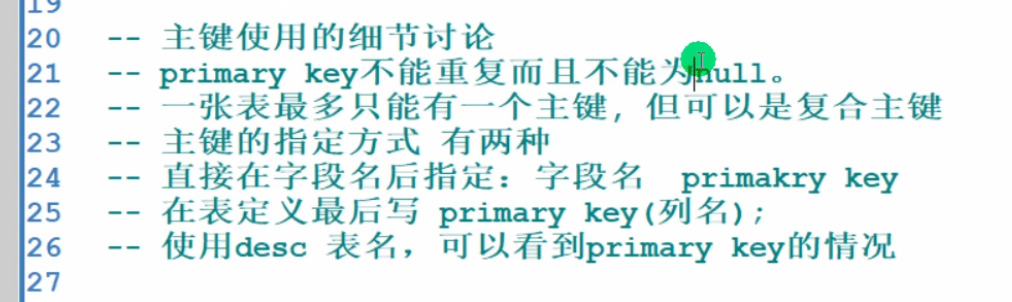 19
20 -- 主键使用的细节讨论
21 -- primary key不能重复而且不能为null。
22 -- 一张表最多只能有一个主键, 但可以是复合主键
23 -- 主键的指定方式 有两种
24 -- 直接在字段名后指定: 字段名 primakry key
25 -- 在表定义最后写 primary key(列名);
26 -- 使用desc 表名, 可以看到primary key的情况
27